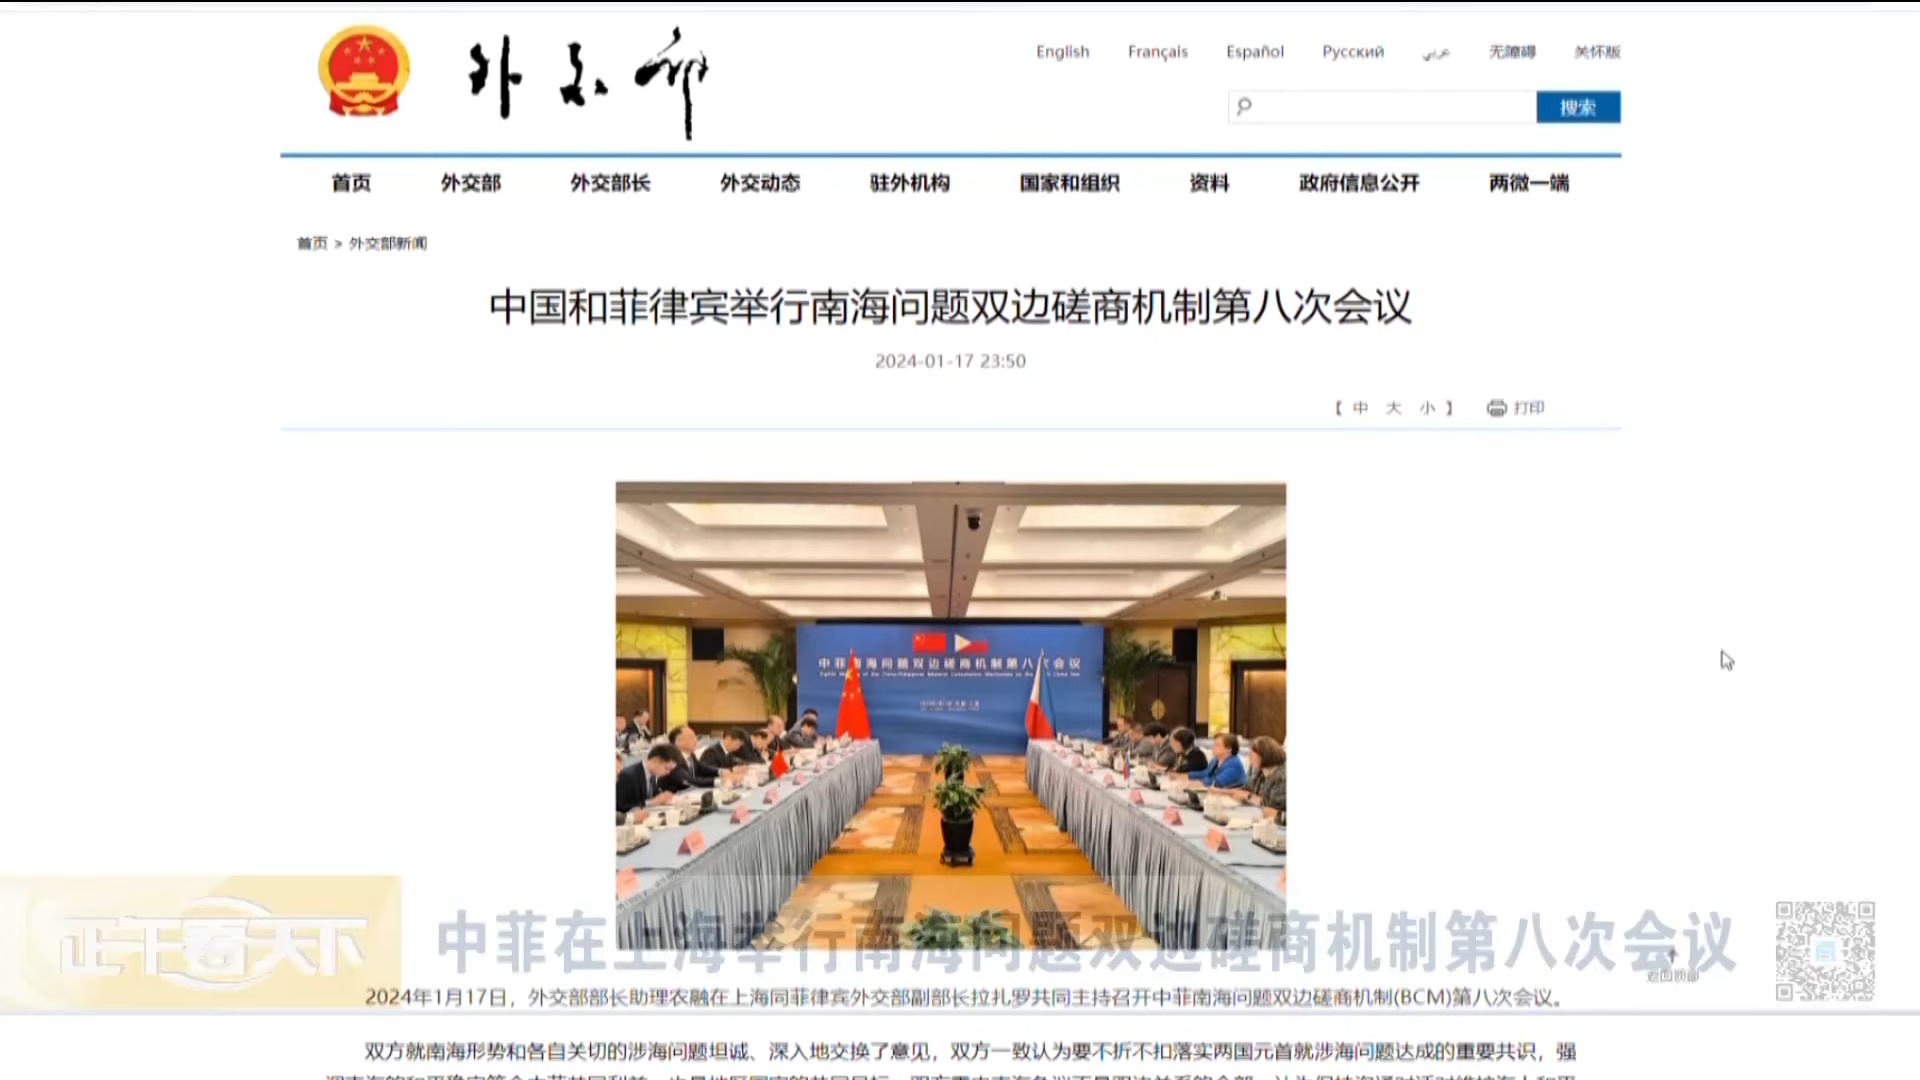 外交部
English Français Español Русский عربي 无障碍 关怀版
搜索
首页 外交部 外交部长 外交动态 驻外机构 国家和组织 资料 政府信息公开 两微一端
首页 > 外交部新闻
中国和菲律宾举行南海问题双边磋商机制第八次会议
2024-01-17 23:50
【 中 大 小 】 打印
中菲南海问题双边磋商机制第八次会议
正午看天下
中菲在上海举行南海问题双边磋商机制第八次会议
返回顶部
2024年1月17日，外交部部长助理农融在上海同菲律宾外交部副部长拉扎罗共同主持召开中菲南海问题双边磋商机制(BCM)第八次会议。
双方就南海形势和各自关切的涉海问题坦诚、深入地交换了意见，双方一致认为要不折不扣落实两国元首就涉海问题达成的重要共识，强